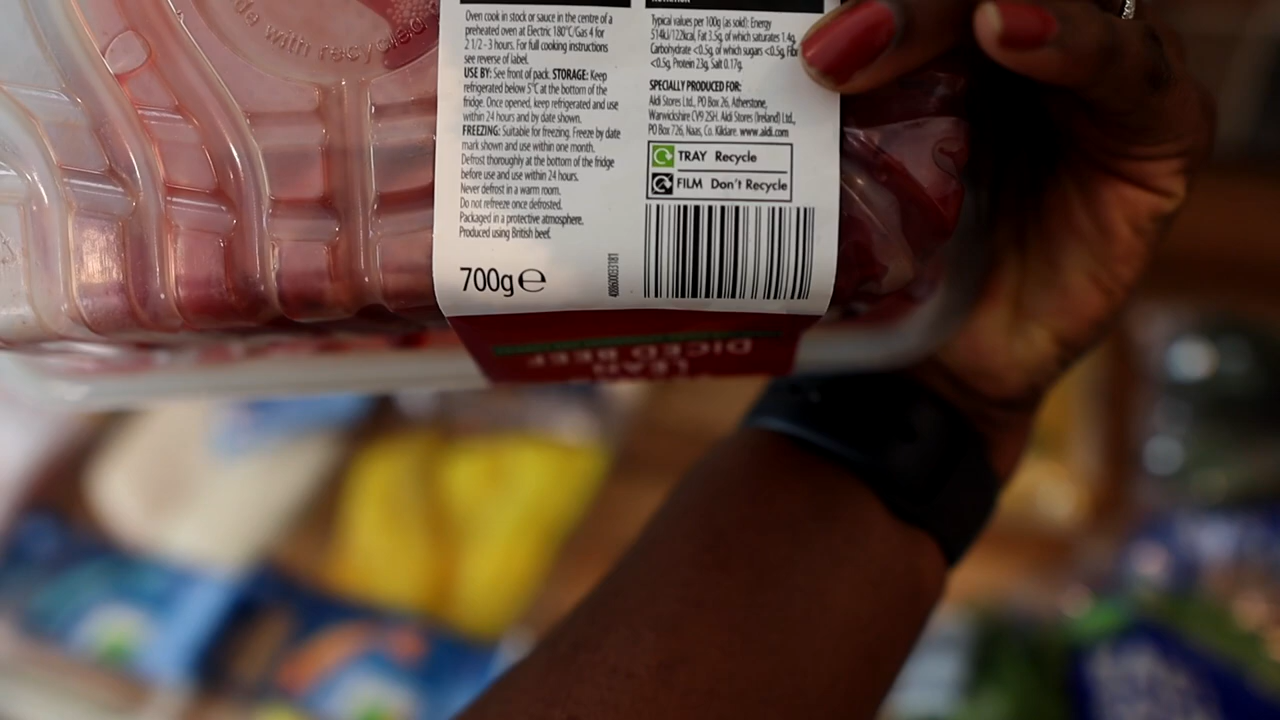 with recycled
Oven cook in stock or sauce in the centre of a
preheated oven at Electric 180°C/Gas 4 for
2 1/2 - 3 hours. For full cooking instructions
see reverse of label.
USE BY: See front of pack. STORAGE: Keep
refrigerated below 5°C at the bottom of the
fridge. Once opened, keep refrigerated and use
within 24 hours and by date shown.
FREEZING: Suitable for freezing. Freeze by date
mark shown and use within one month.
Defrost thoroughly at the bottom of the fridge
before use and use within 24 hours.
Never defrost in a warm room.
Do not refreeze once defrosted.
Packaged in a protective atmosphere.
Produced using British beef.
700g℮
Typical values per 100g (as sold): Energy
514kJ/122kcal, Fat 3.5g, of which saturates 1.4g,
Carbohydrate <0.5g, of which sugars <0.5g, Fibre
<0.5g, Protein 23g, Salt 0.17g.
SPECIALLY PRODUCED FOR:
Aldi Stores Ltd., PO Box 26, Atherstone,
Warwickshire CV9 2SH. Aldi Stores (Ireland) Ltd.,
PO Box 726, Naas, Co. Kildare. www.aldi.com
TRAY Recycle
FILM Don't Recycle
LEAN
DICED BEEF